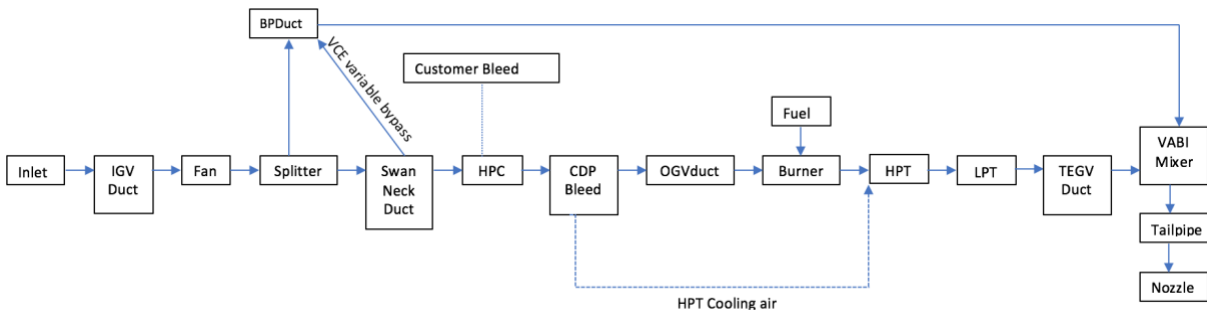 BPDuct
VCE variable bypass
Customer Bleed
Fuel
Inlet
IGV
Duct
Fan
Splitter
Swan
Neck
Duct
HPC
CDP
Bleed
OGVduct
Burner
HPT
LPT
TEGV
Duct
VABI
Mixer
Tailpipe
Nozzle
HPT Cooling air